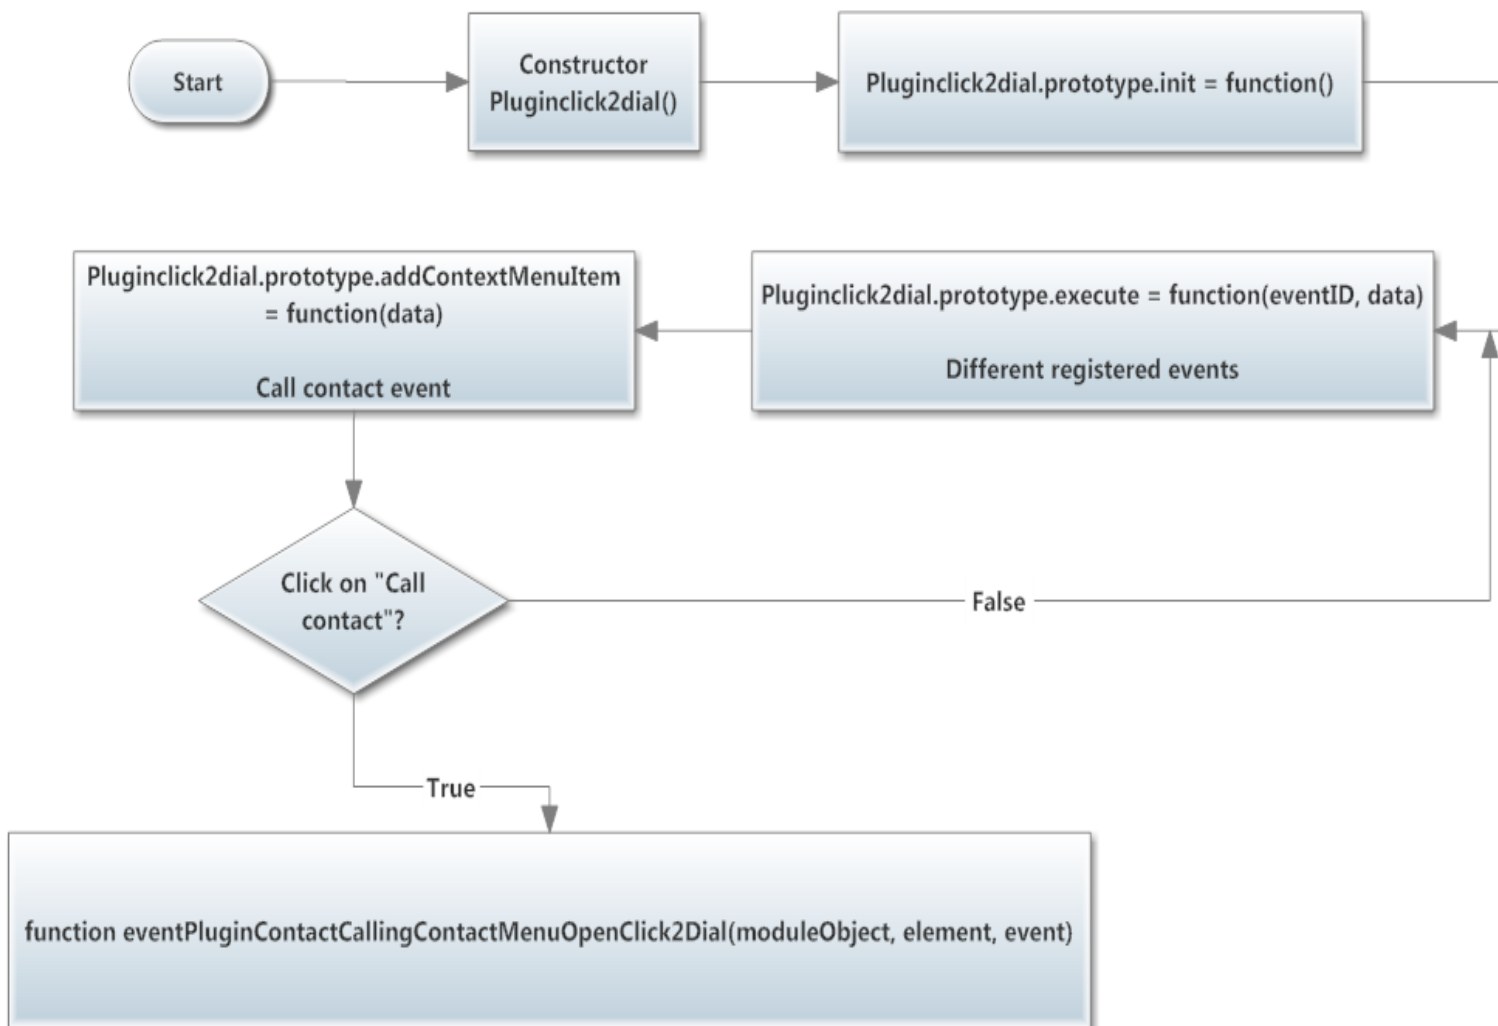 Start
Constructor
Pluginclick2dial()
Pluginclick2dial.prototype.init = function()
Pluginclick2dial.prototype.addContextMenuItem
= function(data)
Call contact event
Pluginclick2dial.prototype.execute = function(eventID, data)
Different registered events
Click on "Call
contact"?
False
True
function eventPluginContactCallingContactMenuOpenClick2Dial(moduleObject, element, event)